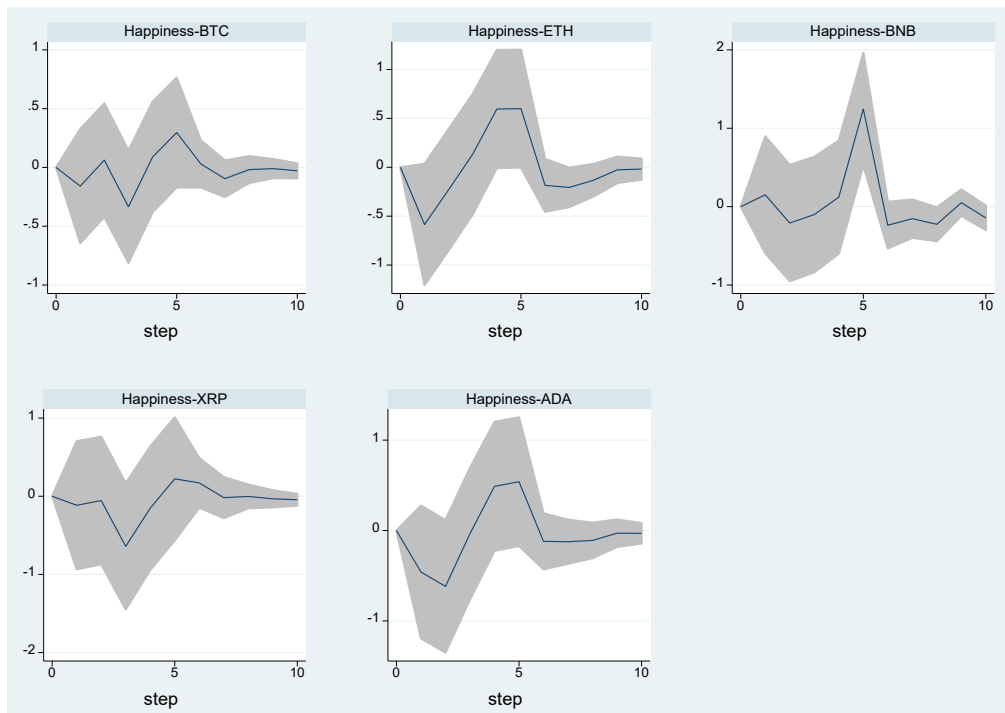 Happiness-BTC
1
.5
0
-.5
-1
0 5 10
step
Happiness-ETH
1
.5
0
-.5
-1
0 5 10
step
Happiness-BNB
2
1
0
-1
0 5 10
step
Happiness-XRP
1
0
-1
-2
0 5 10
step
Happiness-ADA
1
0
-1
0 5 10
step